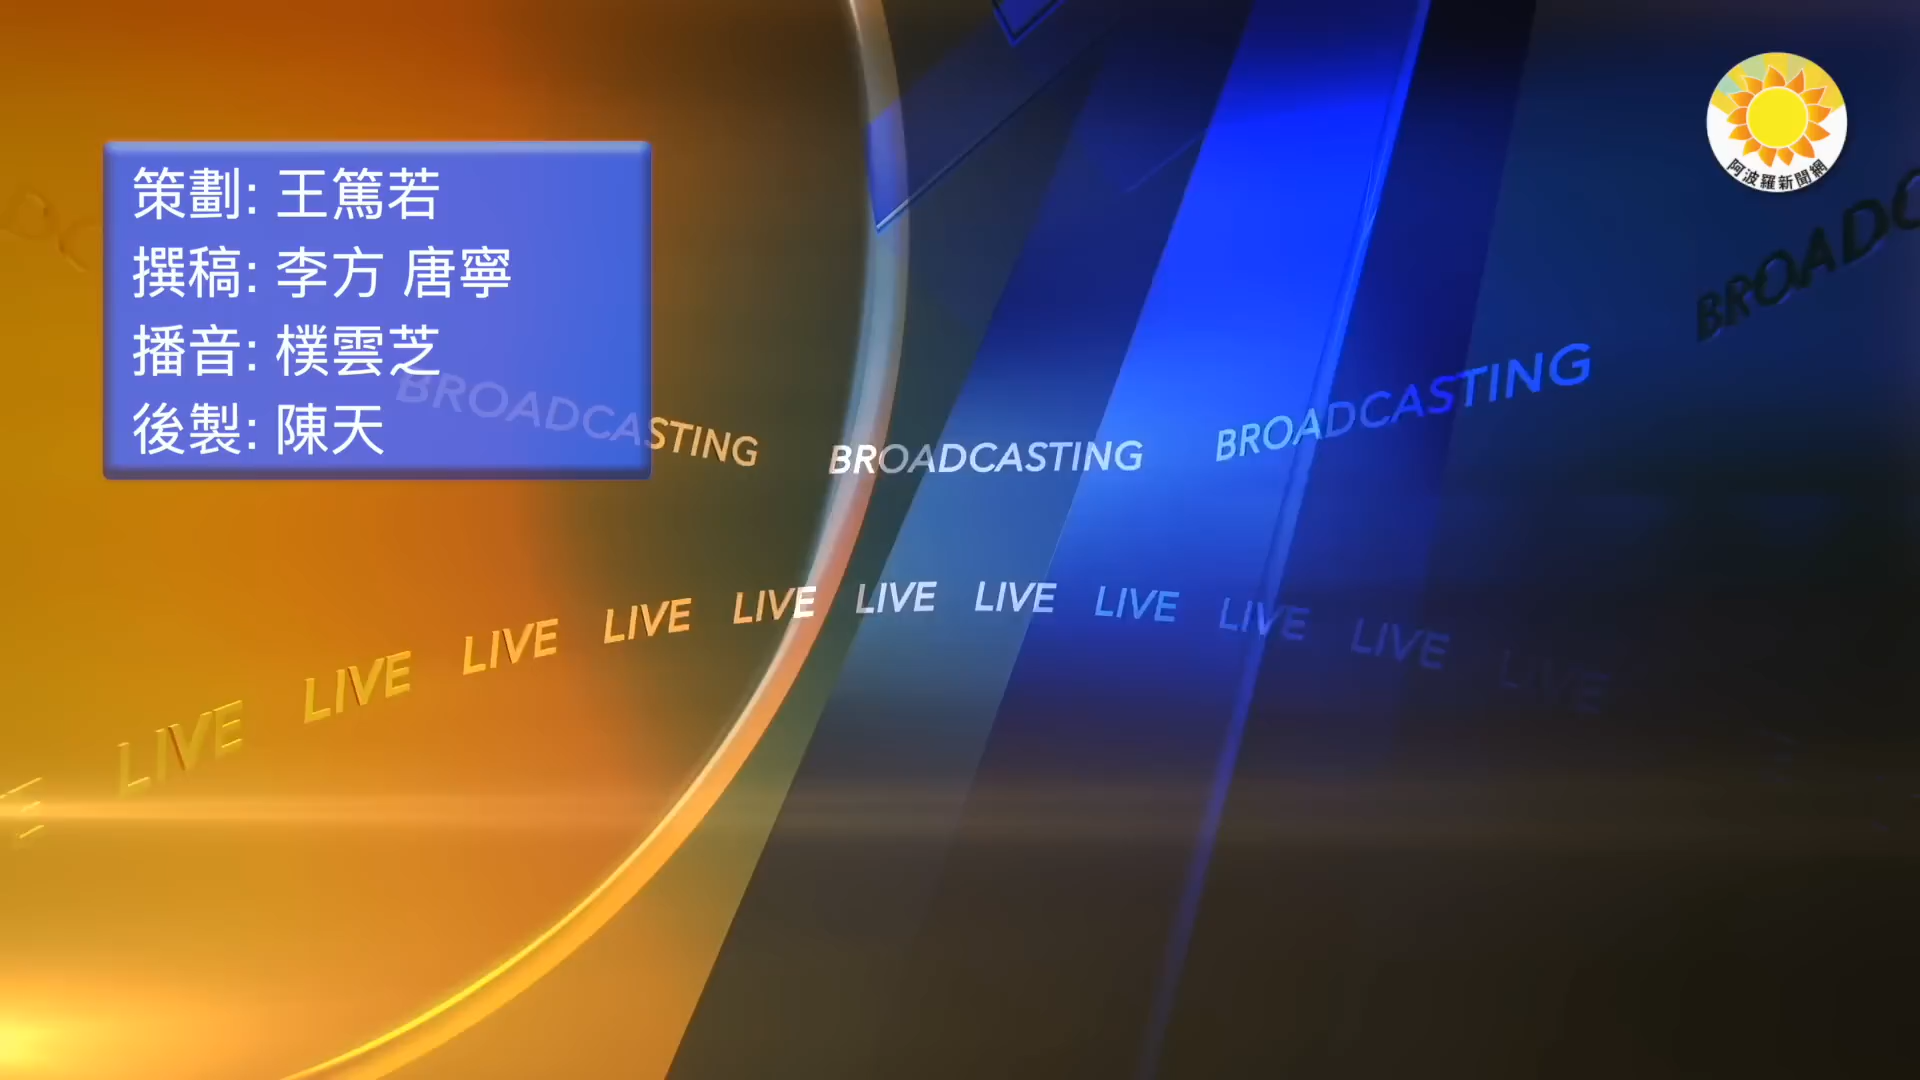 阿波羅新聞網
策劃: 王篤若
撰稿: 李方 唐寧
播音: 樸雲芝
後製: 陳天
BROADCASTING BROADCASTING BROADCASTING BROADC
LIVE LIVE LIVE LIVE LIVE LIVE LIVE LIVE LIVE LIVE LIVE